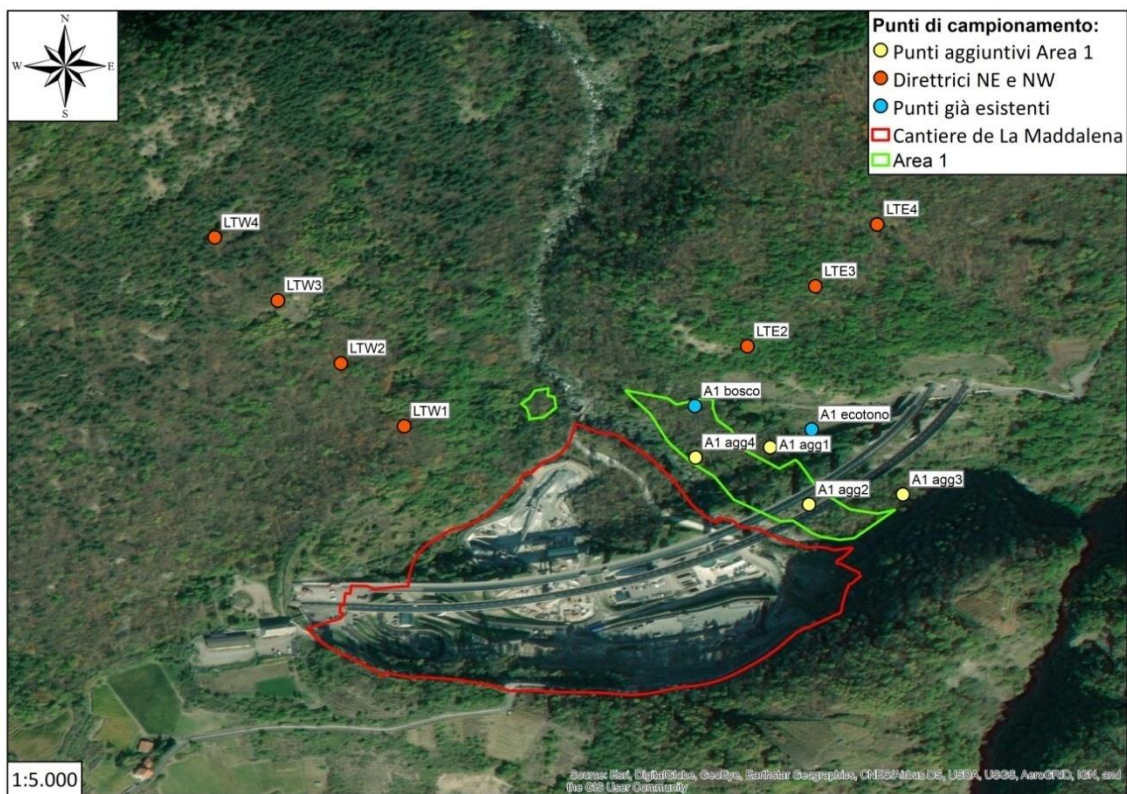 N
W E
S
Punti di campionamento:
Punti aggiuntivi Area 1
Direttrici NE e NW
Punti già esistenti
Cantiere de La Maddalena
Area 1
LTE4
LTW4
LTE3
LTW3
LTE2
LTW2
A1 bosco
LTW1
A1 ecotono
A1 agg1
A1 agg4
A1 agg3
A1 agg2
1:5.000
Source: Esri, DigitalGlobe, GeoEye, Earthstar Geographics, CNES/Airbus DS, USDA, USGS, AeroGRID, IGN, and
the GIS User Community